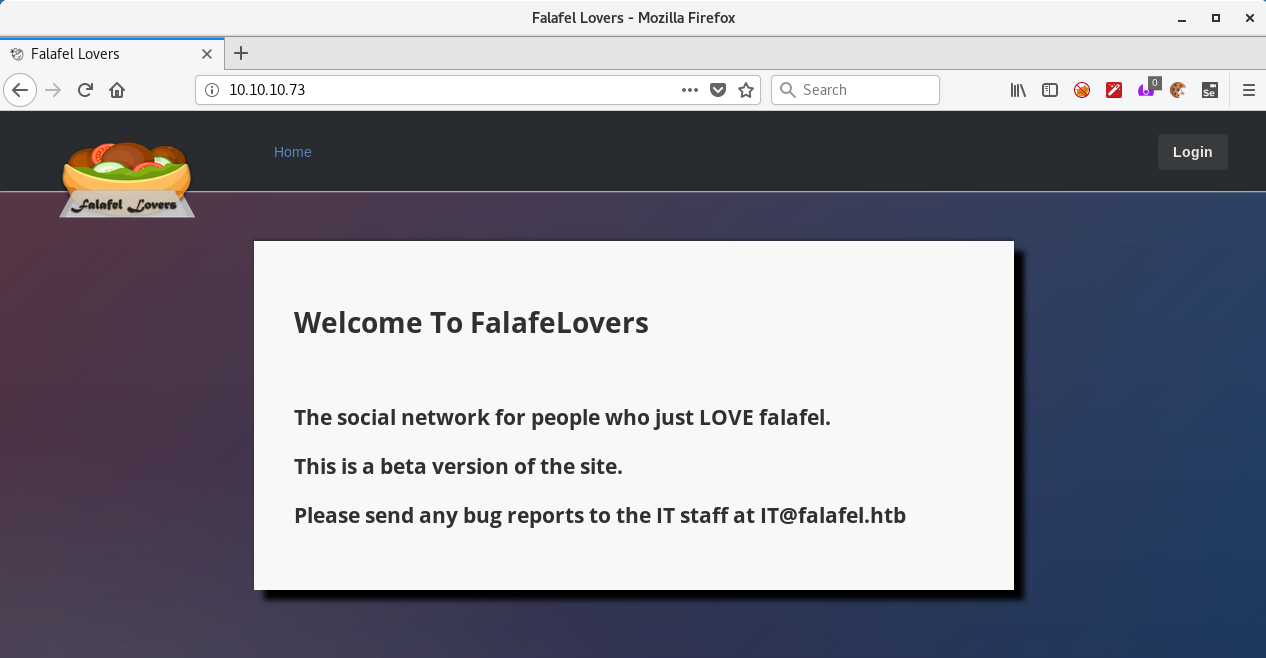 Falafel Lovers - Mozilla Firefox
Falafel Lovers
10.10.10.73
Search
0
Se
Home
Login
Falafel Lovers
Welcome To FalafeLovers
The social network for people who just LOVE falafel.
This is a beta version of the site.
Please send any bug reports to the IT staff at IT@falafel.htb